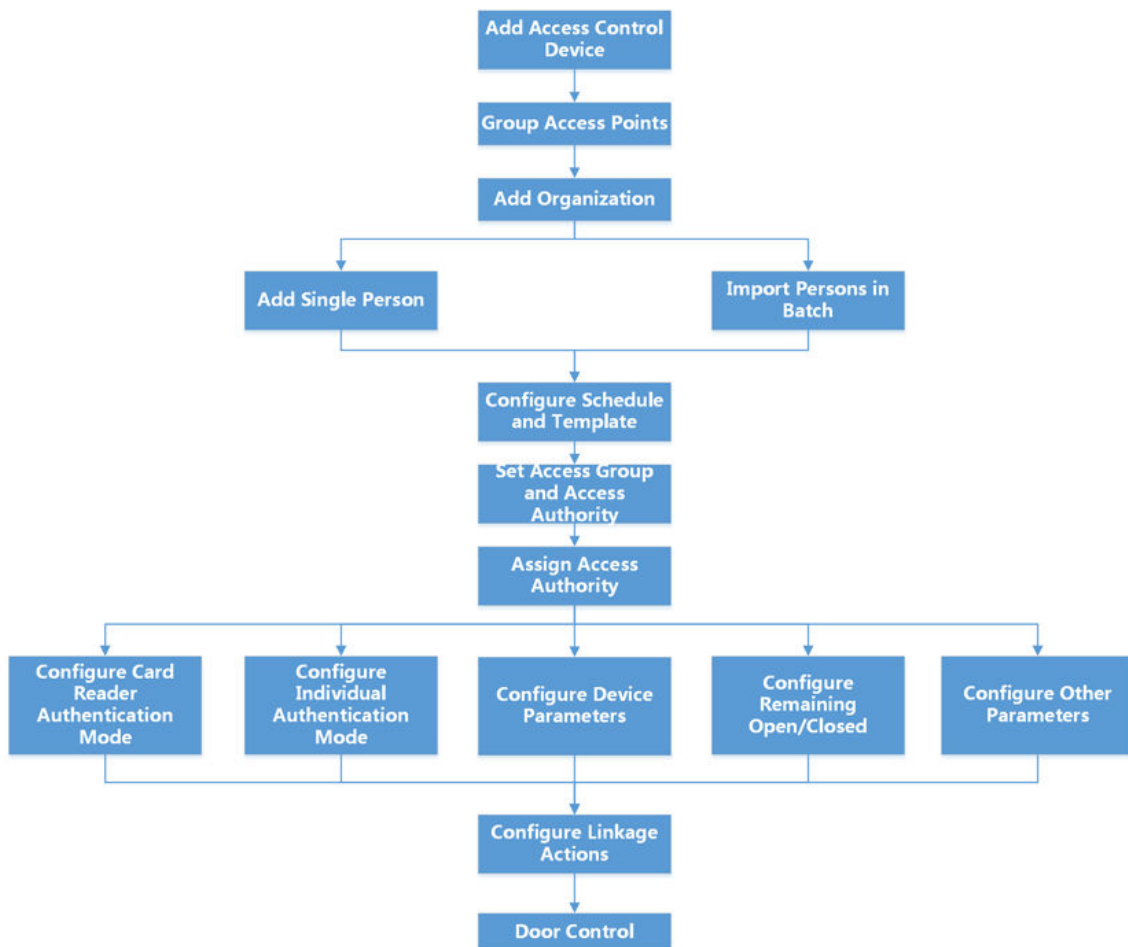 Add Access Control
Device
Group Access Points
Add Organization
Add Single Person
Import Persons in
Batch
Configure Schedule
and Template
Set Access Group
and Access
Authority
Assign Access
Authority
Configure Card
Reader
Authentication
Mode
Configure
Individual
Authentication
Mode
Configure Device
Parameters
Configure
Remaining
Open/Closed
Configure Other
Parameters
Configure Linkage
Actions
Door Control